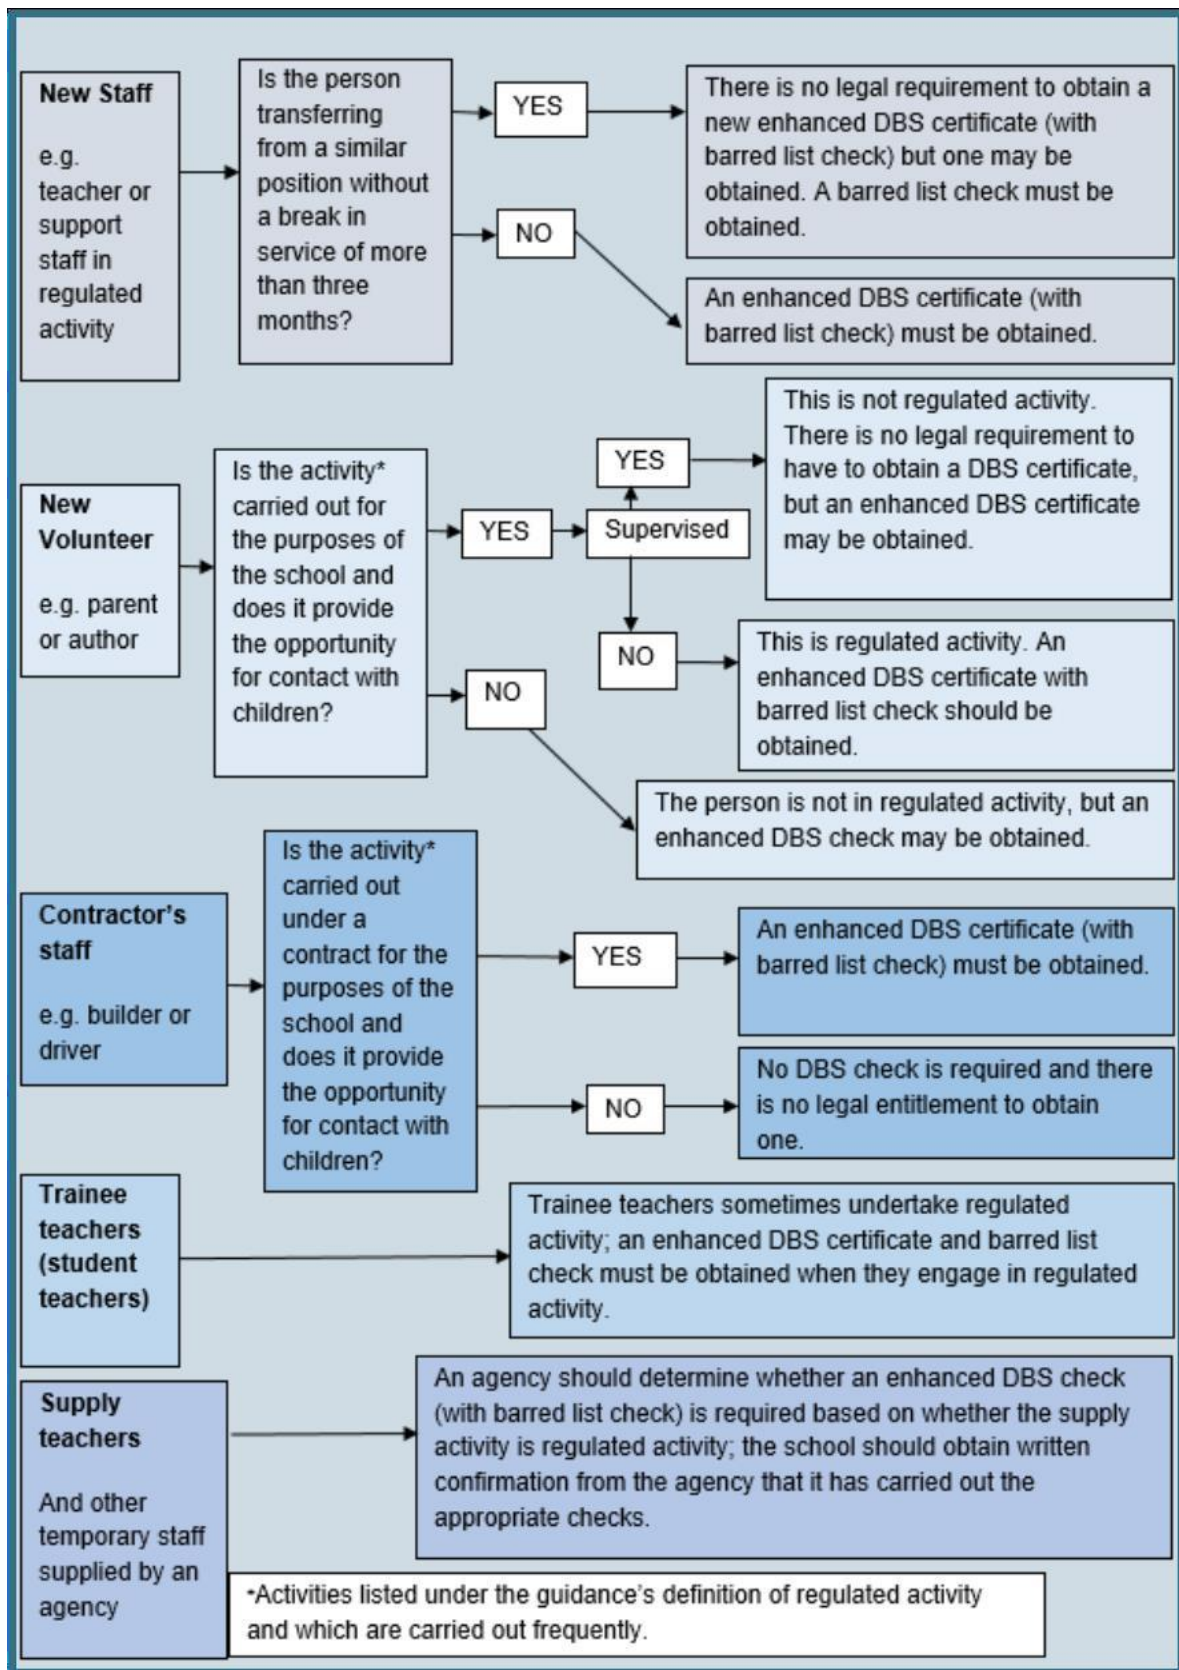 New Staff
e.g.
teacher or
support
staff in
regulated
activity
Is the person
transferring
from a similar
position without
a break in
service of more
than three
months?
YES
There is no legal requirement to obtain a
new enhanced DBS certificate (with
barred list check) but one may be
obtained. A barred list check must be
obtained.
NO
An enhanced DBS certificate (with
barred list check) must be obtained.
New
Volunteer
e.g. parent
or author
Is the activity*
carried out for
the purposes of
the school and
does it provide
the opportunity
for contact with
children?
YES
Supervised
YES
This is not regulated activity.
There is no legal requirement to
have to obtain a DBS certificate,
but an enhanced DBS certificate
may be obtained.
NO
This is regulated activity. An
enhanced DBS certificate with
barred list check should be
obtained.
NO
The person is not in regulated activity, but an
enhanced DBS check may be obtained.
Contractor's
staff
e.g. builder or
driver
Is the activity*
carried out
under a
contract for the
purposes of the
school and
does it provide
the opportunity
for contact with
children?
YES
An enhanced DBS certificate (with
barred list check) must be obtained.
NO
No DBS check is required and there
is no legal entitlement to obtain
one.
Trainee
teachers
(student
teachers)
Trainee teachers sometimes undertake regulated
activity; an enhanced DBS certificate and barred list
check must be obtained when they engage in regulated
activity.
Supply
teachers
And other
temporary staff
supplied by an
agency
An agency should determine whether an enhanced DBS check
(with barred list check) is required based on whether the supply
activity is regulated activity; the school should obtain written
confirmation from the agency that it has carried out the
appropriate checks.
*Activities listed under the guidance's definition of regulated activity
and which are carried out frequently.